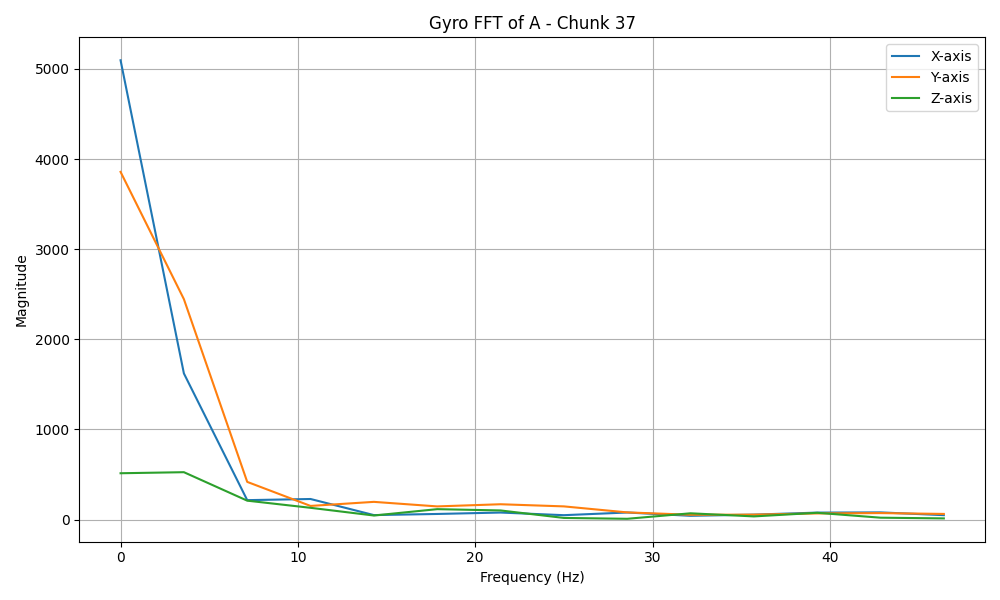 Gyro FFT of A - Chunk 37
X-axis
Y-axis
Z-axis
5000
4000
3000
2000
1000
0
Magnitude
0 10 20 30 40
Frequency (Hz)